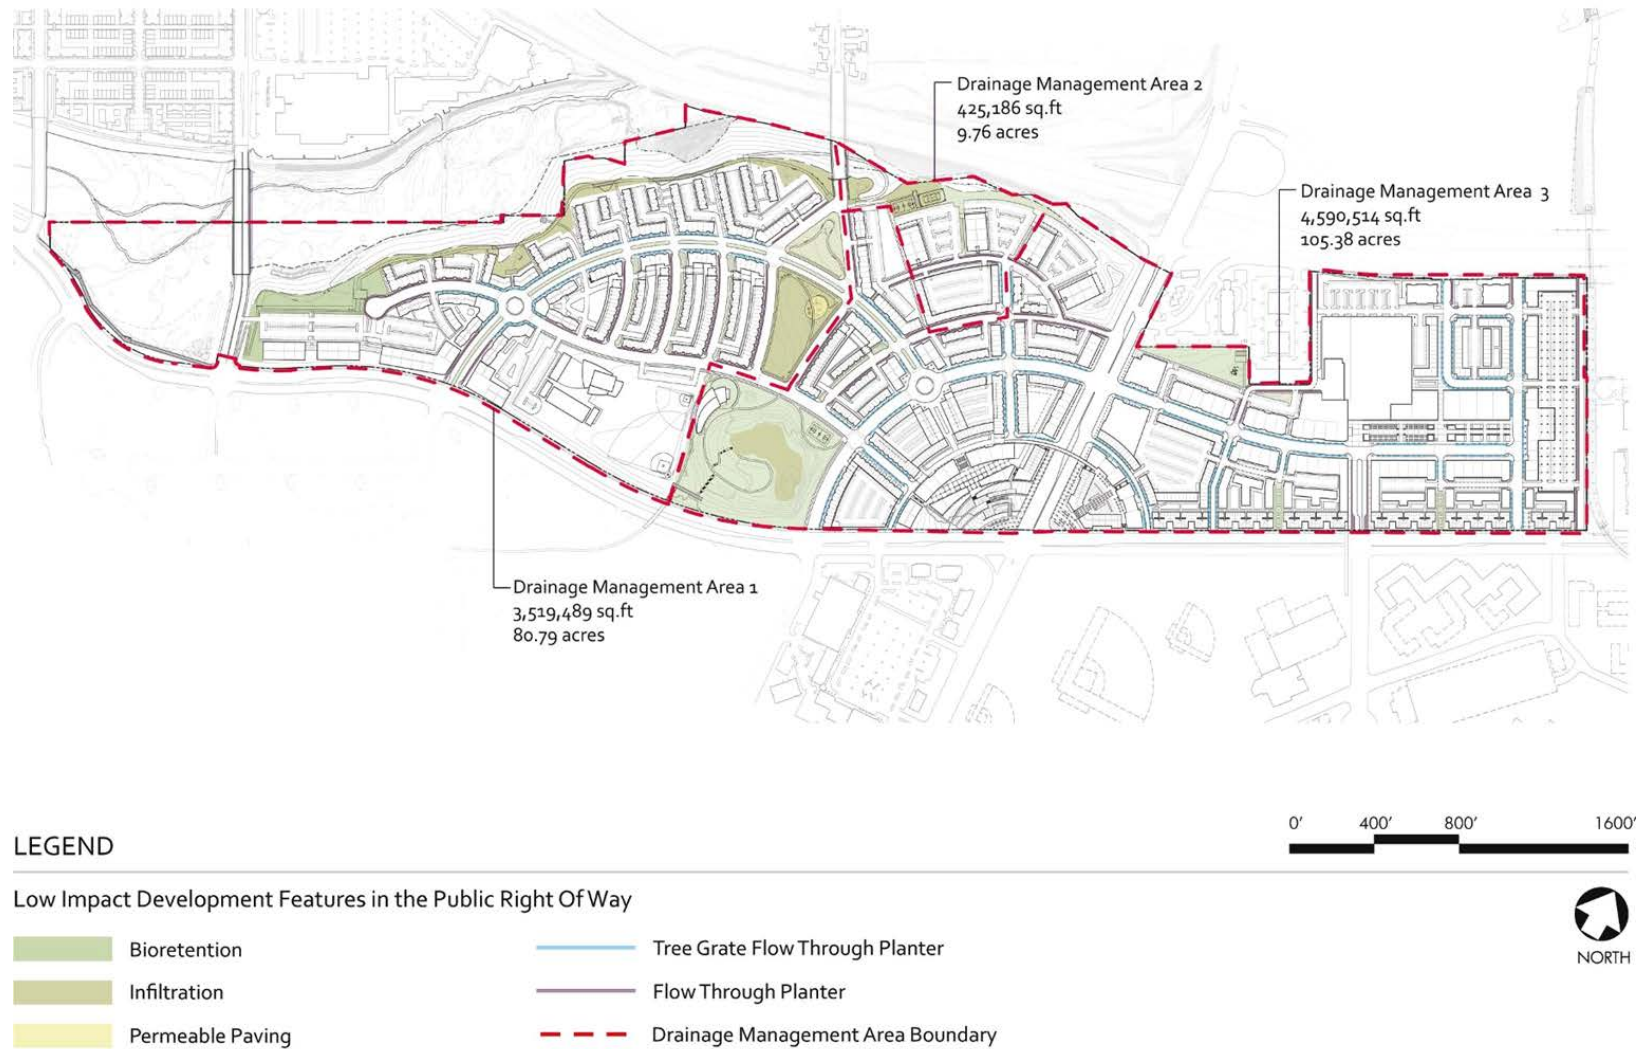 Drainage Management Area 2
425,186 sq.ft
9.76 acres
Drainage Management Area 3
4,590,514 sq.ft
105.38 acres
Drainage Management Area 1
3,519,489 sq.ft
80.79 acres
0' 400' 800' 1600'
LEGEND
Low Impact Development Features in the Public Right Of Way
Bioretention
Infiltration
Permeable Paving
Tree Grate Flow Through Planter
Flow Through Planter
Drainage Management Area Boundary
NORTH